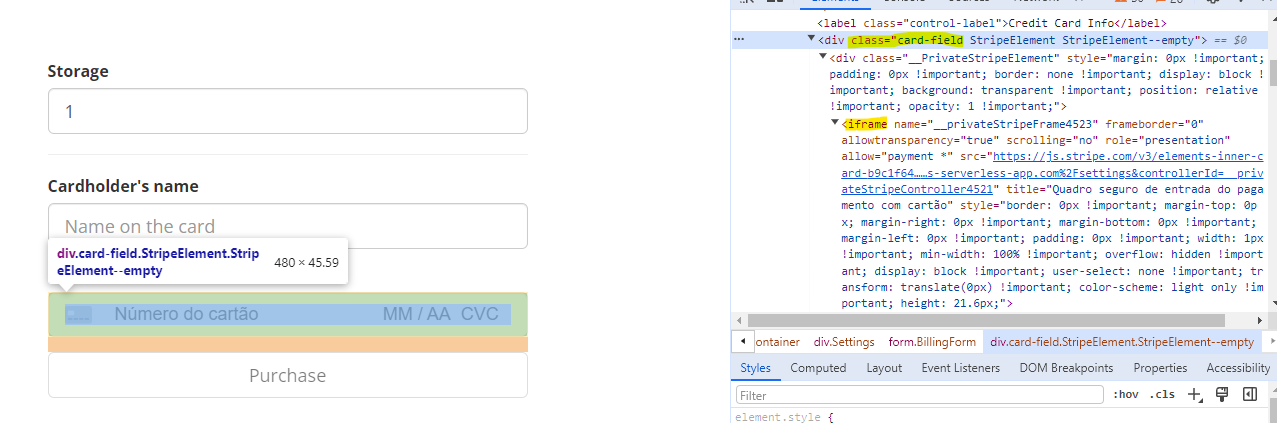 Storage
1
Cardholder's name
Name on the card
div.card-field.StripeElement.Strip
eElement--empty
480 × 45.59
Número do cartão
MM / AA CVC
Purchase
<label class="control-label">Credit Card Info</label>
<div class="card-field StripeElement StripeElement--empty"> == $0
<div class="__PrivateStripeElement" style="margin: 0px !important;
padding: 0px !important; border: none !important; display: block !
important; background: transparent !important; position: relative
!important; opacity: 1 !important;">
<iframe name="__privateStripeFrame4523" frameborder="0"
allowtransparency="true" scrolling="no" role="presentation"
allow="payment *" src="https://js.stripe.com/v3/elements-inner-
card-b9c1f64……s-serverless-app.com%2Fsettings&controllerId=__priv
ateStripeController4521" title="Quadro seguro de entrada do paga
mento com cartão" style="border: 0px !important; margin-top: 0p
x; margin-right: 0px !important; margin-bottom: 0px !important;
margin-left: 0px !important; padding: 0px !important; width: 1px
!important; min-width: 100% !important; overflow: hidden !import
ant; display: block !important; user-select: none !important; tr
ansform: translate(0px) !important; color-scheme: light only !im
portant; height: 21.6px;">
ontainer div.Settings form.BillingForm div.card-field.StripeElement.StripeElement--empty
Styles Computed Layout Event Listeners DOM Breakpoints Properties Accessibility
Filter
:hov .cls
element.style {